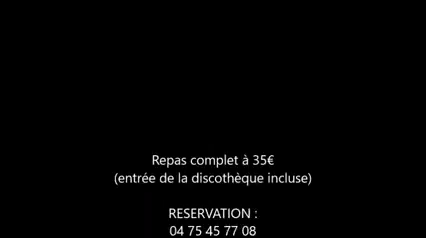 Repas complet à 35€
(entrée de la discothèque incluse)
RESERVATION :
04 75 45 77 08